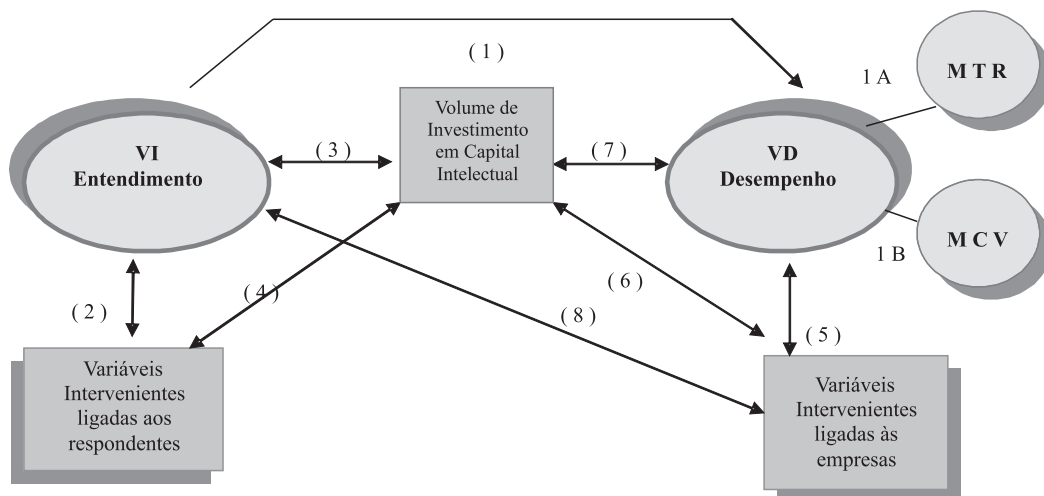 ( 1 )
1 A
M T R
Volume de
Investimento
em Capital
Intelectual
VI
Entendimento
( 3 )
( 7 )
VD
Desempenho
M C V
1 B
( 2 )
( 4 )
( 6 )
( 8 )
( 5 )
Variáveis
Intervenientes
ligadas aos
respondentes
Variáveis
Intervenientes
ligadas às
empresas